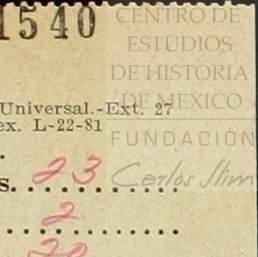 1540
CENTRO DE
ESTUDIOS
DE HISTORIA
DE MEXICO
FUNDACIÓN
Carlos Slim
Universal.-Ext. 27
ex. L-22-81
s. 23
2